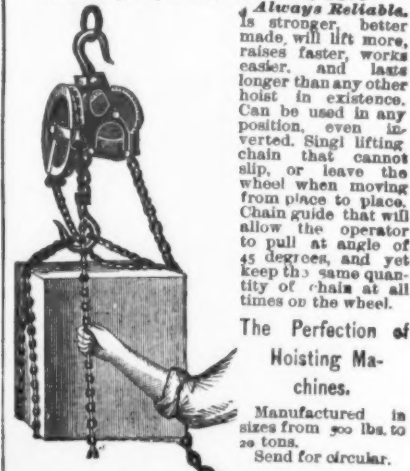 Always Reliable.
Is stronger, better
made, will lift more,
raises faster, works
easier, and lasts
longer than any other
hoist in existence.
Can be used in any
position, even in-
verted. Singl lifting
chain that cannot
slip, or leave the
wheel when moving
from place to place.
Chain guide that will
allow the operator
to pull at angle of
45 degrees, and yet
keep the same quan-
tity of chain at all
times on the wheel.
The Perfection of
Hoisting Ma-
chines.
Manufactured in
sizes from 500 lbs. to
20 tons.
Send for circular.